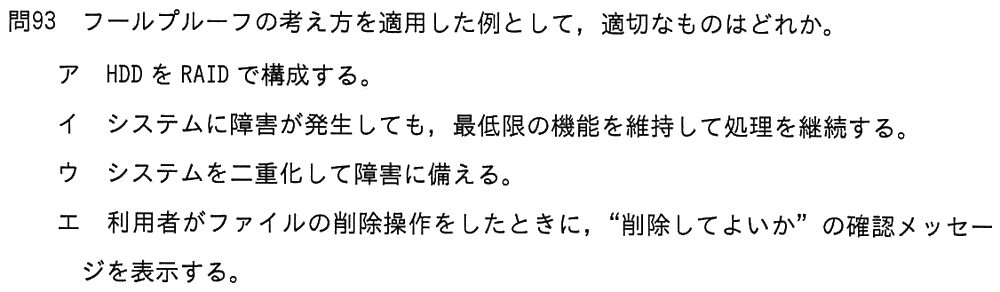 問93　フールプルーフの考え方を適用した例として，適切なものはどれか。
ア　HDD を RAID で構成する。
イ　システムに障害が発生しても，最低限の機能を維持して処理を継続する。
ウ　システムを二重化して障害に備える。
エ　利用者がファイルの削除操作をしたときに，“削除してよいか”の確認メッセー
ジを表示する。